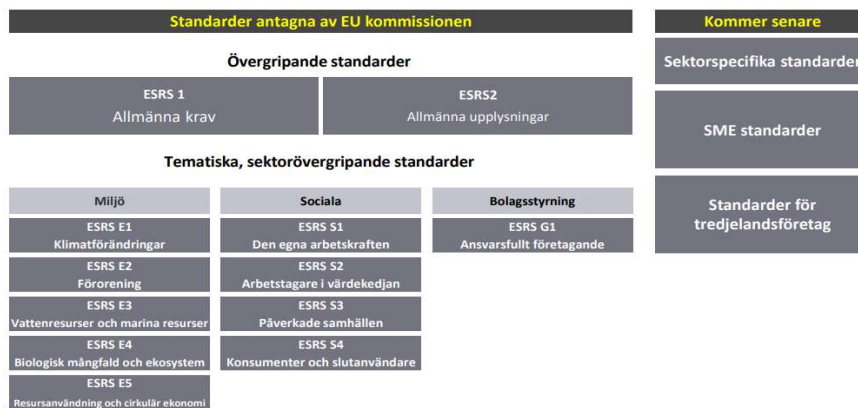 Standarder antagna av EU kommissionen
Övergripande standarder
ESRS 1
Allmänna krav
ESRS2
Allmänna upplysningar
Tematiska, sektorövergripande standarder
Miljö
ESRS E1
Klimatförändringar
ESRS E2
Förorening
ESRS E3
Vattenresurser och marina resurser
ESRS E4
Biologisk mångfald och ekosystem
ESRS E5
Resursanvändning och cirkulär ekonomi
Sociala
ESRS S1
Den egna arbetskraften
ESRS S2
Arbetstagare i värdekedjan
ESRS S3
Påverkade samhällen
ESRS S4
Konsumenter och slutanvändare
Bolagsstyrning
ESRS G1
Ansvarsfullt företagande
Kommer senare
Sektorspecifika standarder
SME standarder
Standarder för
tredjelandsföretag